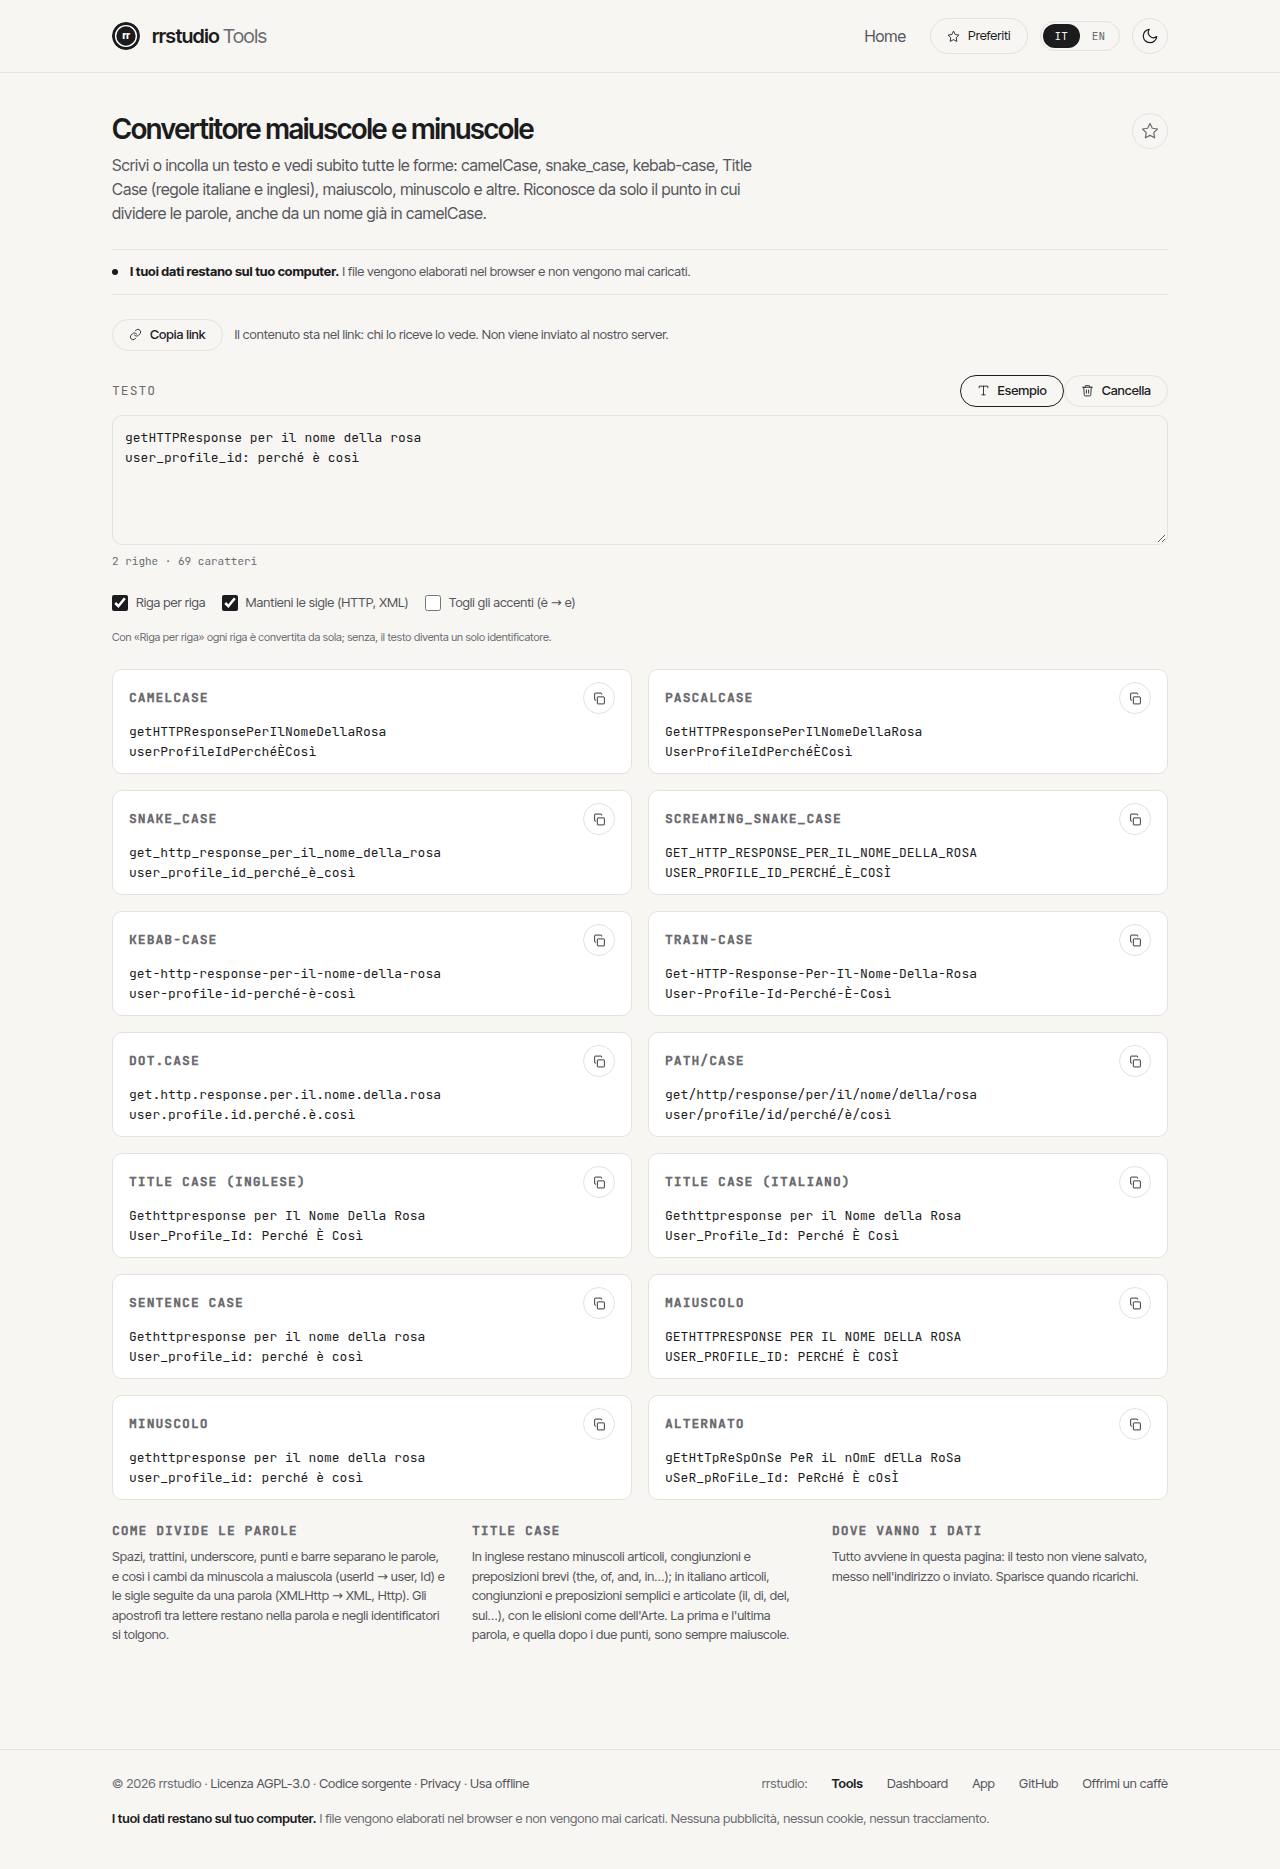 rr rrstudio Tools
Home
Preferiti
IT
EN
Convertitore maiuscole e minuscole
Scrivi o incolla un testo e vedi subito tutte le forme: camelCase, snake_case, kebab-case, Title
Case (regole italiane e inglesi), maiuscolo, minuscolo e altre. Riconosce da solo il punto in cui
dividere le parole, anche da un nome già in camelCase.
I tuoi dati restano sul tuo computer. I file vengono elaborati nel browser e non vengono mai caricati.
Copia link
Il contenuto sta nel link: chi lo riceve lo vede. Non viene inviato al nostro server.
TESTO
Esempio
Cancella
getHTTPResponse per il nome della rosa
user_profile_id: perché è così
2 righe · 69 caratteri
Riga per riga
Mantieni le sigle (HTTP, XML)
Togli gli accenti (è → e)
Con «Riga per riga» ogni riga è convertita da sola; senza, il testo diventa un solo identificatore.
CAMELCASE
getHTTPResponsePerIlNomeDellaRosa
userProfileIdPerchéÈCosì
PASCALCASE
GetHTTPResponsePerIlNomeDellaRosa
UserProfileIdPerchéÈCosì
SNAKE_CASE
get_http_response_per_il_nome_della_rosa
user_profile_id_perché_è_così
SCREAMING_SNAKE_CASE
GET_HTTP_RESPONSE_PER_IL_NOME_DELLA_ROSA
USER_PROFILE_ID_PERCHÉ_È_COSÌ
KEBAB-CASE
get-http-response-per-il-nome-della-rosa
user-profile-id-perché-è-così
TRAIN-CASE
Get-HTTP-Response-Per-Il-Nome-Della-Rosa
User-Profile-Id-Perché-È-Così
DOT.CASE
get.http.response.per.il.nome.della.rosa
user.profile.id.perché.è.così
PATH/CASE
get/http/response/per/il/nome/della/rosa
user/profile/id/perché/è/così
TITLE CASE (INGLESE)
Gethttpresponse per Il Nome Della Rosa
User_Profile_Id: Perché È Così
TITLE CASE (ITALIANO)
Gethttpresponse per il Nome della Rosa
User_Profile_Id: Perché È Così
SENTENCE CASE
Gethttpresponse per il nome della rosa
User_profile_id: perché è così
MAIUSCOLO
GETHTTPRESPONSE PER IL NOME DELLA ROSA
USER_PROFILE_ID: PERCHÉ È COSÌ
MINUSCOLO
gethttpresponse per il nome della rosa
user_profile_id: perché è così
ALTERNATO
gEtHtTpReSpOnSe PeR iL nOmE dElLa RoSa
uSeR_pRoFiLe_Id: PeRcHé È cOsÌ
COME DIVIDE LE PAROLE
Spazi, trattini, underscore, punti e barre separano le parole,
e così i cambi da minuscola a maiuscola (userId → user, Id) e
le sigle seguite da una parola (XMLHttp → XML, Http). Gli
apostrofi tra lettere restano nella parola e negli identificatori
si tolgono.
TITLE CASE
In inglese restano minuscoli articoli, congiunzioni e
preposizioni brevi (the, of, and, in…); in italiano articoli,
congiunzioni e preposizioni semplici e articolate (il, di, del,
sul…), con le elisioni come dell'Arte. La prima e l'ultima
parola, e quella dopo i due punti, sono sempre maiuscole.
DOVE VANNO I DATI
Tutto avviene in questa pagina: il testo non viene salvato,
messo nell'indirizzo o inviato. Sparisce quando ricarichi.
© 2026 rrstudio · Licenza AGPL-3.0 · Codice sorgente · Privacy · Usa offline
rrstudio:
Tools
Dashboard
App
GitHub
Offrimi un caffè
I tuoi dati restano sul tuo computer. I file vengono elaborati nel browser e non vengono mai caricati. Nessuna pubblicità, nessun cookie, nessun tracciamento.